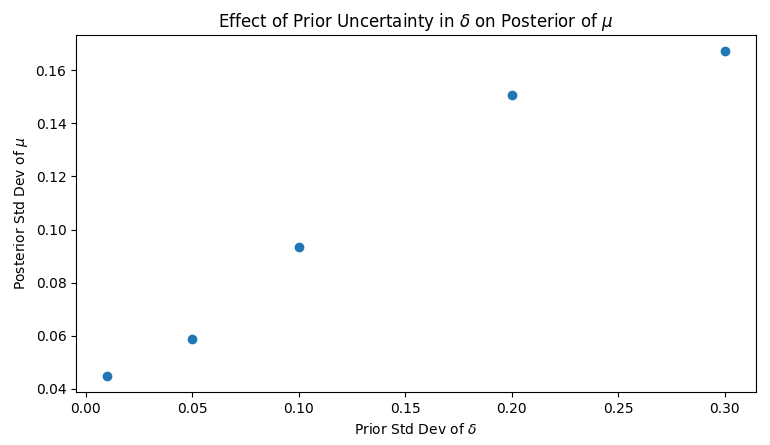 Effect of Prior Uncertainty in δ on Posterior of μ
Posterior Std Dev of μ
0.16
0.14
0.12
0.10
0.08
0.06
0.04
0.00 0.05 0.10 0.15 0.20 0.25 0.30
Prior Std Dev of δ